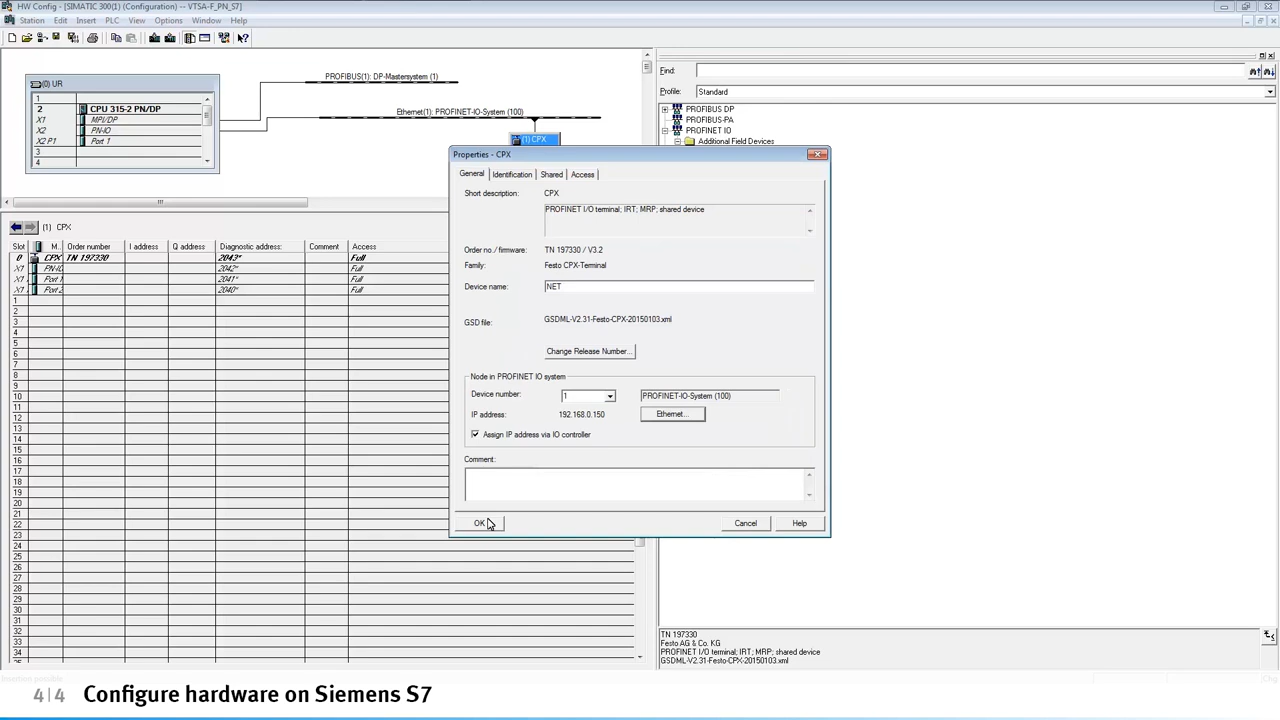 HW Config - [SIMATIC 300(1) (Configuration) -- VTSA-F_PN_S7]
Station Edit Insert PLC View Options Window Help
PROFIBUS(1): DP-Mastersystem (1)
(0) UR
1
2 CPU 315-2 PN/DP
X1 MPI/DP
X2 PN-IO
X2 P1 Port 1
3
4
Ethernet(1): PROFINET-IO-System (100)
(1) CPX
Find:
Profile: Standard
PROFIBUS DP
PROFIBUS-PA
PROFINET IO
Additional Field Devices
(1) CPX
Slot M... Order number I address Q address Diagnostic address: Comment Access
0 CPX TN 197330 2043* Full
X1 PN-IO 2042* Full
X1 Port 1 2041* Full
X1 Port 2 2040* Full
1
2
3
4
5
6
7
8
9
10
11
12
13
14
15
16
17
18
19
20
21
22
23
24
25
26
27
28
29
30
31
32
33
34
Properties - CPX
General Identification Shared Access
Short description: CPX
PROFINET I/O terminal; IRT; MRP; shared device
Order no./ firmware: TN 197330 / V3.2
Family: Festo CPX-Terminal
Device name: NET
GSD file: GSDML-V2.31-Festo-CPX-20150103.xml
Change Release Number...
Node in PROFINET IO system
Device number: 1 PROFINET-IO-System (100)
IP address: 192.168.0.150 Ethernet...
Assign IP address via IO controller
Comment:
OK Cancel Help
TN 197330
Festo AG & Co. KG
PROFINET I/O terminal; IRT; MRP; shared device
GSDML-V2.31-Festo-CPX-20150103.xml
4|4 Configure hardware on Siemens S7